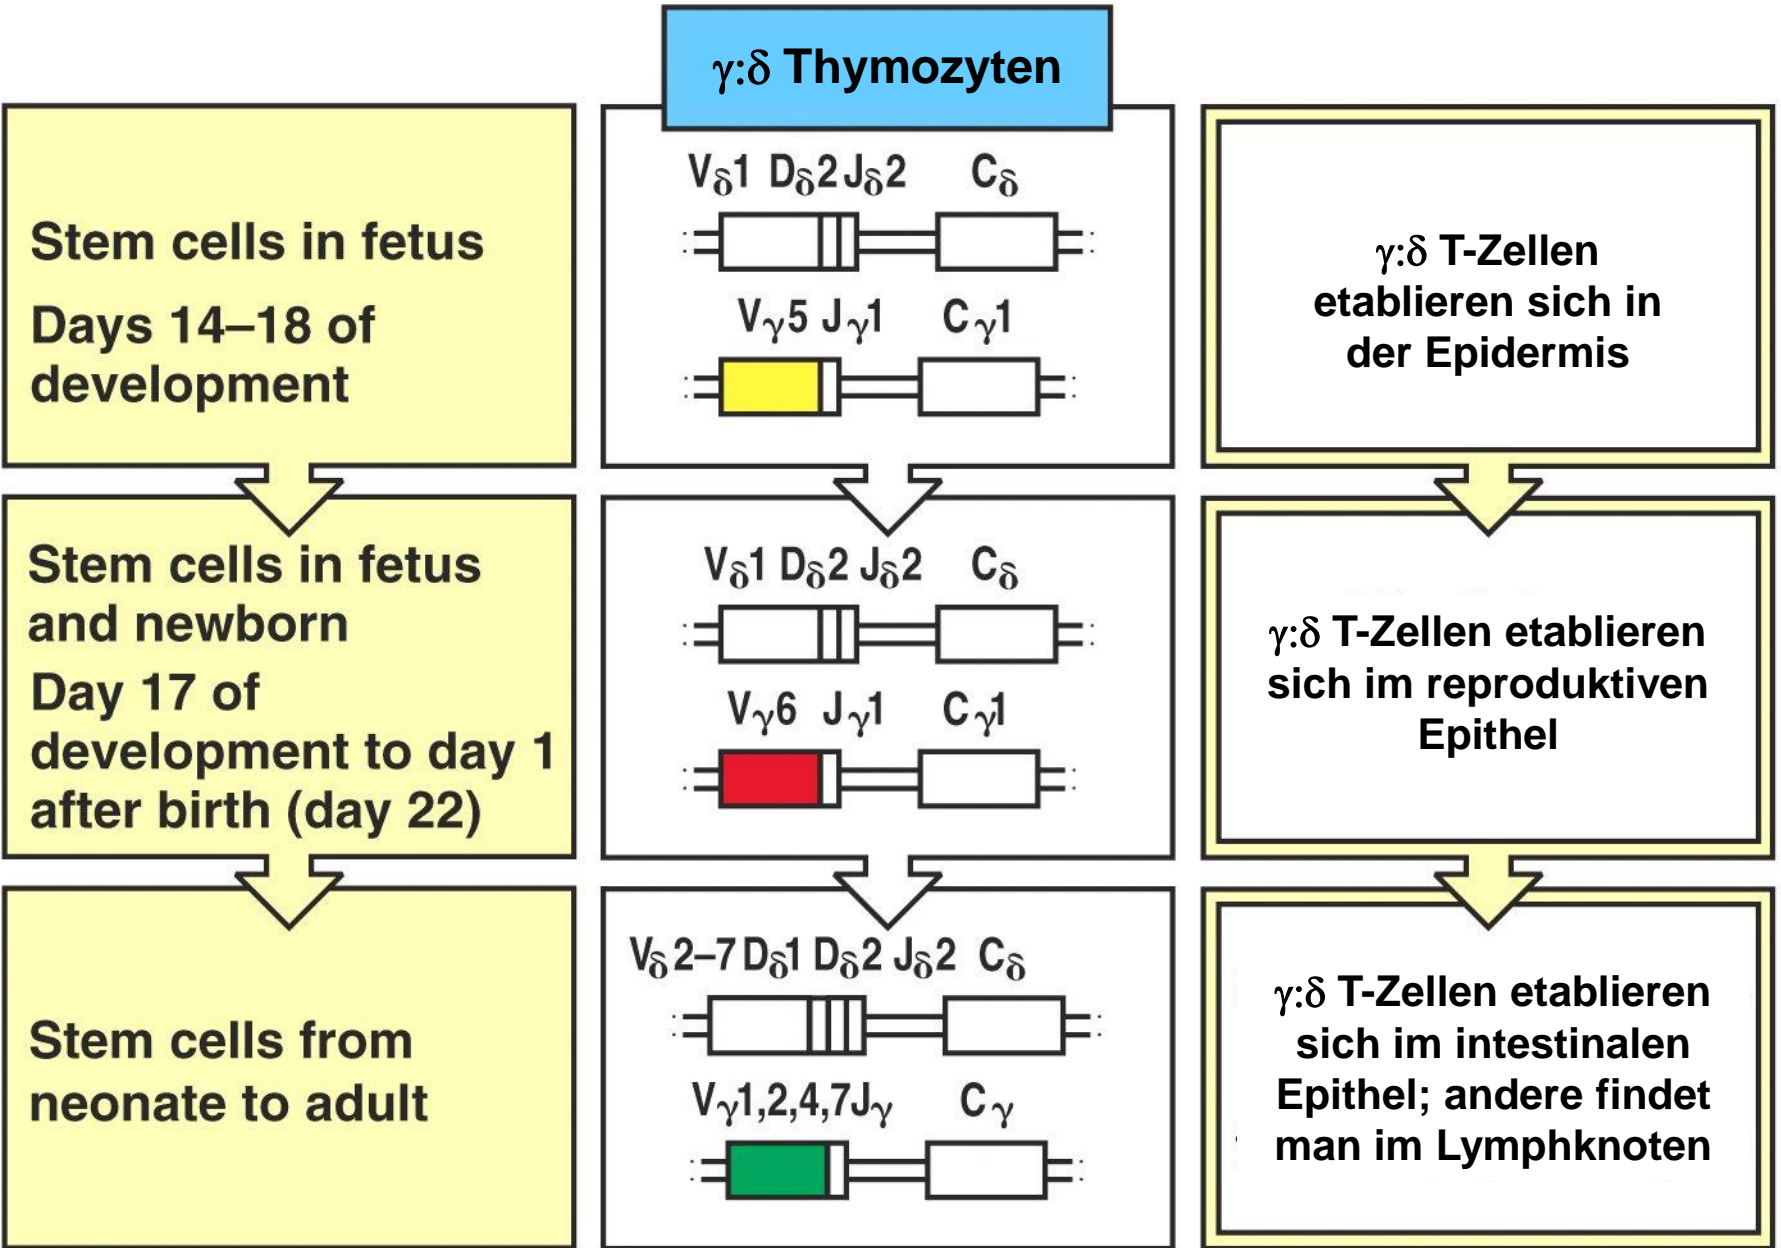 γ:δ Thymozyten
Stem cells in fetus
Days 14–18 of
development
Vδ1 Dδ2 Jδ2 Cδ
Vγ5 Jγ1 Cγ1
γ:δ T-Zellen
etablieren sich in
der Epidermis
Stem cells in fetus
and newborn
Day 17 of
development to day 1
after birth (day 22)
Vδ1 Dδ2 Jδ2 Cδ
Vγ6 Jγ1 Cγ1
γ:δ T-Zellen etablieren
sich im reproduktiven
Epithel
Stem cells from
neonate to adult
Vδ2–7 Dδ1 Dδ2 Jδ2 Cδ
Vγ1,2,4,7Jγ Cγ
γ:δ T-Zellen etablieren
sich im intestinalen
Epithel; andere findet
man im Lymphknoten